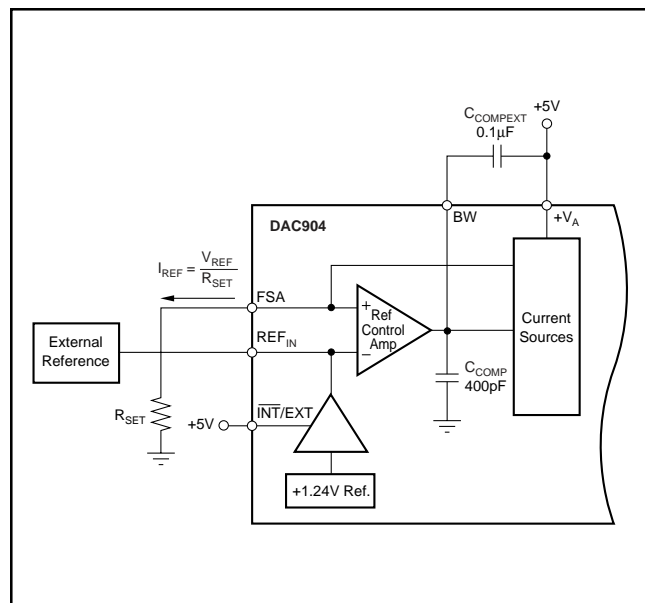 +5V
C_COMPEXT
0.1µF
DAC904
BW
+V_A
I_REF = V_REF / R_SET
FSA
+
Ref
Control
Amp
−
Current
Sources
External
Reference
REF_IN
C_COMP
400pF
R_SET
+5V
I̅N̅T̅/EXT
+1.24V Ref.